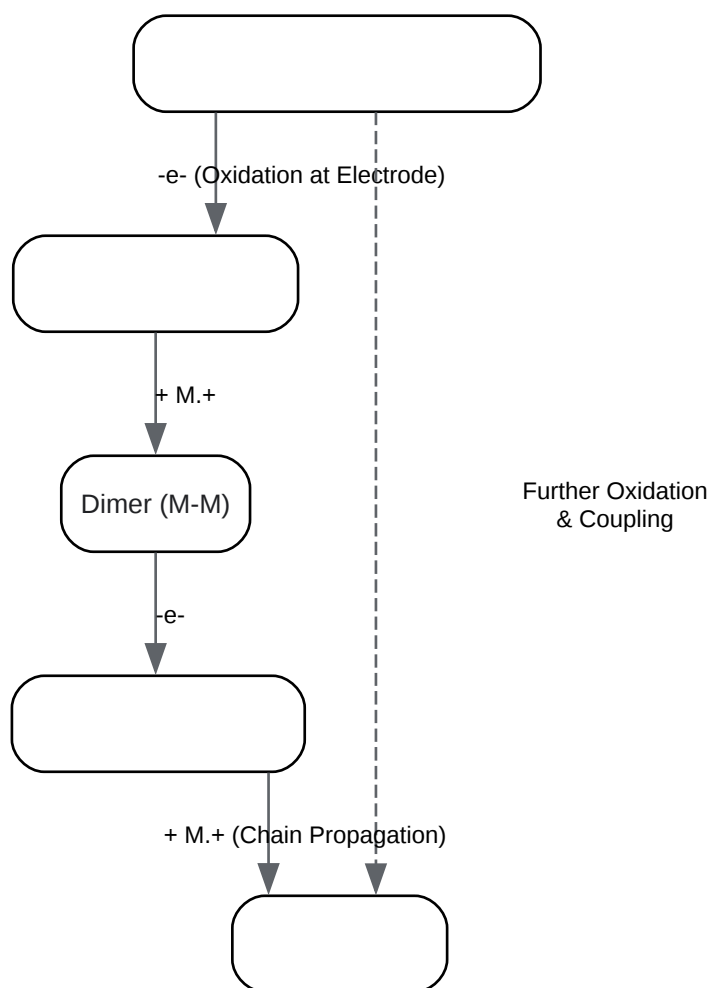 -e- (Oxidation at Electrode)
+ M.+
Dimer (M-M)
Further Oxidation
& Coupling
-e-
+ M.+ (Chain Propagation)